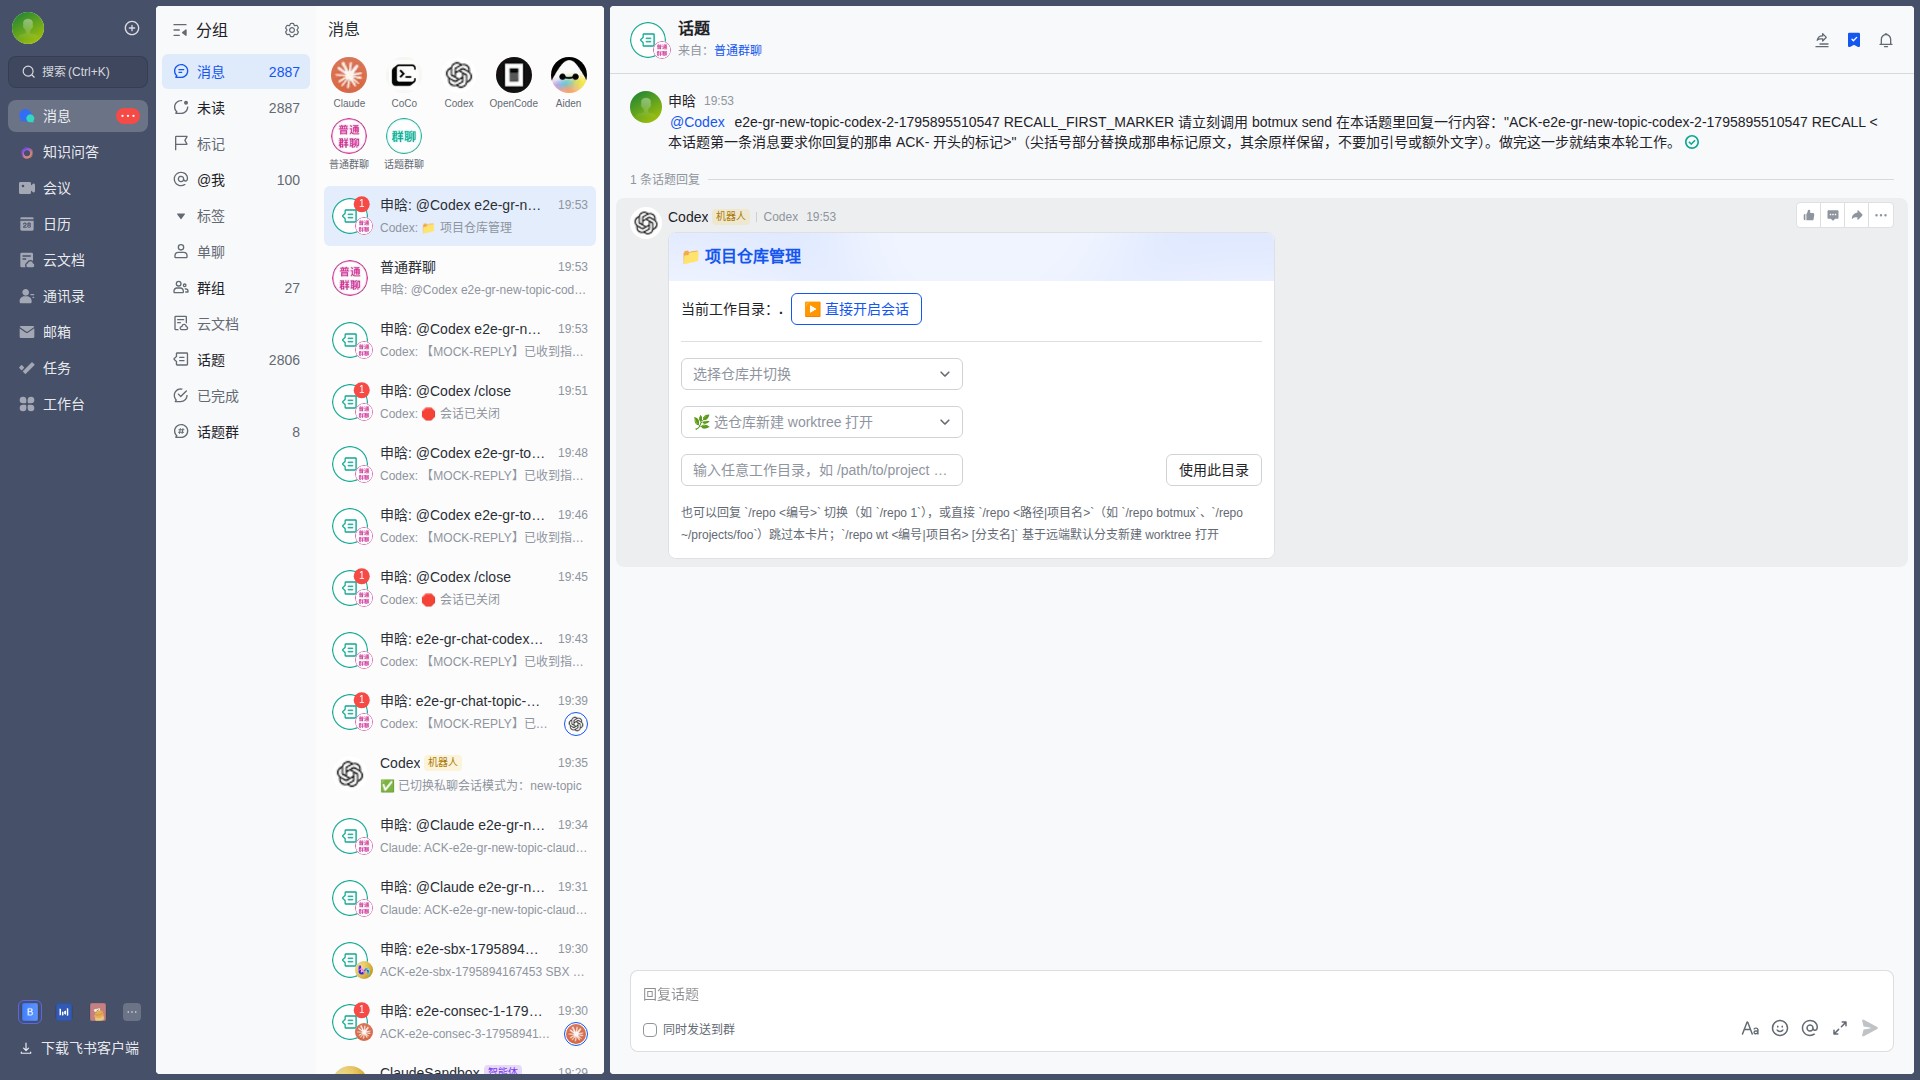 搜索 (Ctrl+K)
消息
知识问答
会议
日历
云文档
通讯录
邮箱
任务
工作台
下载飞书客户端
分组
消息 2887
未读 2887
标记
@我 100
标签
单聊
群组 27
云文档
话题 2806
已完成
话题群 8
消息
Claude CoCo Codex OpenCode Aiden
普通群聊 群聊
普通群聊 话题群聊
申晗: @Codex e2e-gr-n... 19:53
Codex: 📁 项目仓库管理
普通群聊 19:53
申晗: @Codex e2e-gr-new-topic-cod...
申晗: @Codex e2e-gr-n... 19:53
Codex: 【MOCK-REPLY】已收到指...
申晗: @Codex /close 19:51
Codex: 🛑 会话已关闭
申晗: @Codex e2e-gr-to... 19:48
Codex: 【MOCK-REPLY】已收到指...
申晗: @Codex e2e-gr-to... 19:46
Codex: 【MOCK-REPLY】已收到指...
申晗: @Codex /close 19:45
Codex: 🛑 会话已关闭
申晗: e2e-gr-chat-codex... 19:43
Codex: 【MOCK-REPLY】已收到指...
申晗: e2e-gr-chat-topic-... 19:39
Codex: 【MOCK-REPLY】已...
Codex 机器人 19:35
✅ 已切换私聊会话模式为：new-topic
申晗: @Claude e2e-gr-n... 19:34
Claude: ACK-e2e-gr-new-topic-claud...
申晗: @Claude e2e-gr-n... 19:31
Claude: ACK-e2e-gr-new-topic-claud...
申晗: e2e-sbx-1795894... 19:30
ACK-e2e-sbx-1795894167453 SBX ...
申晗: e2e-consec-1-179... 19:30
ACK-e2e-consec-3-17958941...
ClaudeSandbox 智能体 19:29
话题
来自：普通群聊
申晗 19:53
@Codex e2e-gr-new-topic-codex-2-1795895510547 RECALL_FIRST_MARKER 请立刻调用 botmux send 在本话题里回复一行内容："ACK-e2e-gr-new-topic-codex-2-1795895510547 RECALL <
本话题第一条消息要求你回复的那串 ACK- 开头的标记>"（尖括号部分替换成那串标记原文，其余原样保留，不要加引号或额外文字）。做完这一步就结束本轮工作。
1 条话题回复
Codex 机器人 | Codex 19:53
📁 项目仓库管理
当前工作目录：. ▶️ 直接开启会话
选择仓库并切换
🌿 选仓库新建 worktree 打开
输入任意工作目录，如 /path/to/project ... 使用此目录
也可以回复 `/repo <编号>` 切换（如 `/repo 1`），或直接 `/repo <路径|项目名>`（如 `/repo botmux`、`/repo
~/projects/foo`）跳过本卡片；`/repo wt <编号|项目名> [分支名]` 基于远端默认分支新建 worktree 打开
回复话题
同时发送到群